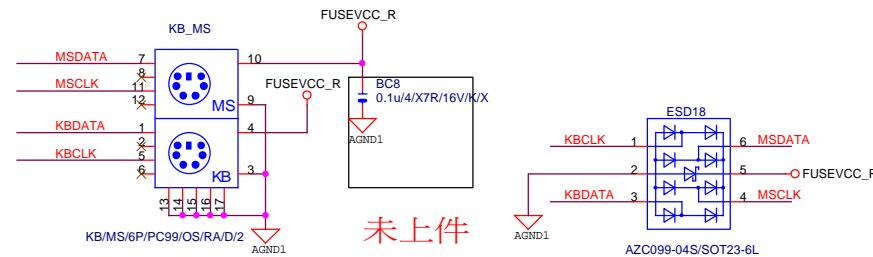 FUSEVCC_R
KB_MS
MSDATA 7
8
MSCLK 11
12
10
9
MS
FUSEVCC_R
BC8
0.1u/4/X7R/16V/K/X
AGND1
KBDATA 1
2
KBCLK 5
6
4
3
KB
13
14
15
16
17
AGND1
KB/MS/6P/PC99/OS/RA/D/2
未上件
ESD18
KBCLK 1
2
KBDATA 3
6 MSDATA
5 FUSEVCC_R
4 MSCLK
AGND1
AZC099-04S/SOT23-6L